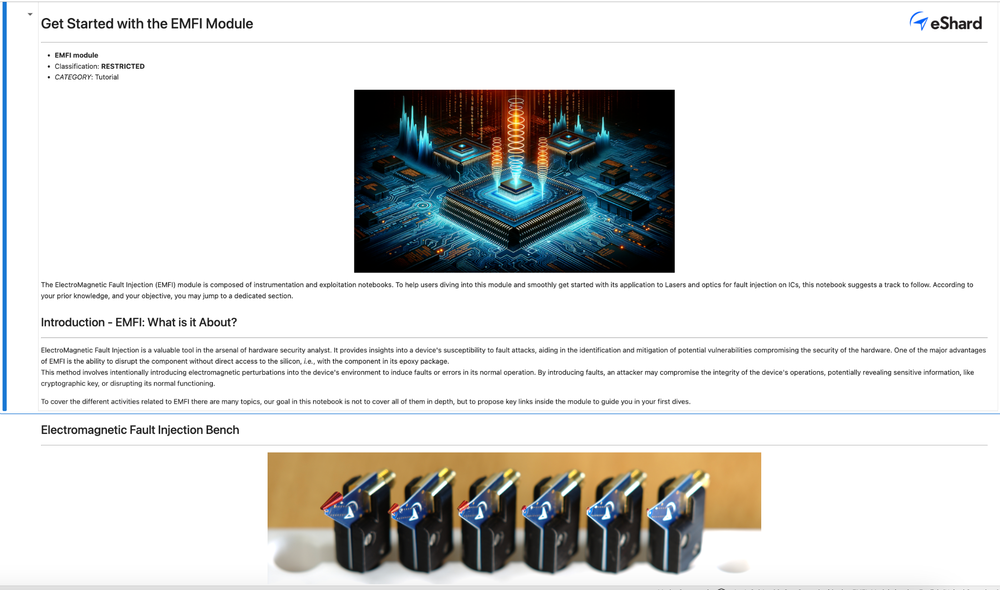 Get Started with the EMFI Module
eShard
EMFI module
Classification: RESTRICTED
CATEGORY: Tutorial
The ElectroMagnetic Fault Injection (EMFI) module is composed of instrumentation and exploitation notebooks. To help users diving into this module and smoothly get started with its application to Lasers and optics for fault injection on ICs, this notebook suggests a track to follow. According to
your prior knowledge, and your objective, you may jump to a dedicated section.
Introduction - EMFI: What is it About?
ElectroMagnetic Fault Injection is a valuable tool in the arsenal of hardware security analyst. It provides insights into a device's susceptibility to fault attacks, aiding in the identification and mitigation of potential vulnerabilities compromising the security of the hardware. One of the major advantages
of EMFI is the ability to disrupt the component without direct access to the silicon, i.e., with the component in its epoxy package.
This method involves intentionally introducing electromagnetic perturbations into the device's environment to induce faults or errors in its normal operation. By introducing faults, an attacker may compromise the integrity of the device's operations, potentially revealing sensitive information, like
cryptographic key, or disrupting its normal functioning.
To cover the different activities related to EMFI there are many topics, our goal in this notebook is not to cover all of them in depth, but to propose key links inside the module to guide you in your first dives.
Electromagnetic Fault Injection Bench